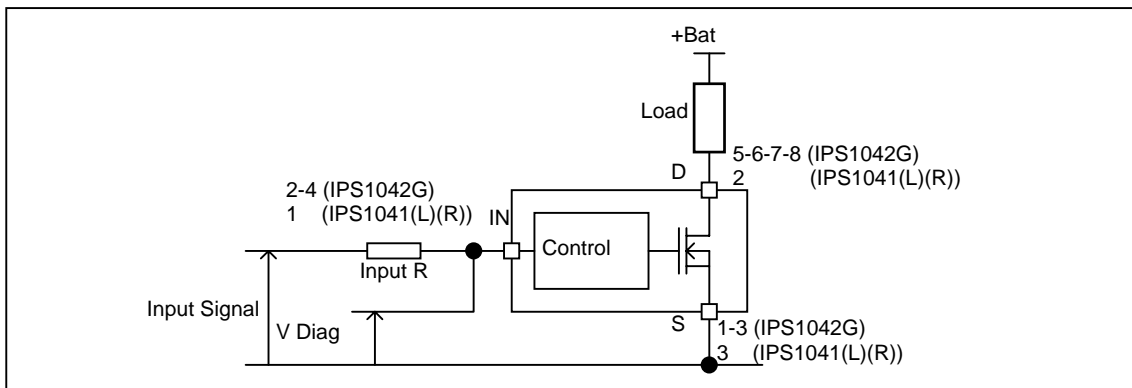 +Bat
Load
5-6-7-8 (IPS1042G)
2 (IPS1041(L)(R))
D
2-4 (IPS1042G)
1 (IPS1041(L)(R))
IN
Control
Input R
Input Signal
V Diag
S
1-3 (IPS1042G)
3 (IPS1041(L)(R))